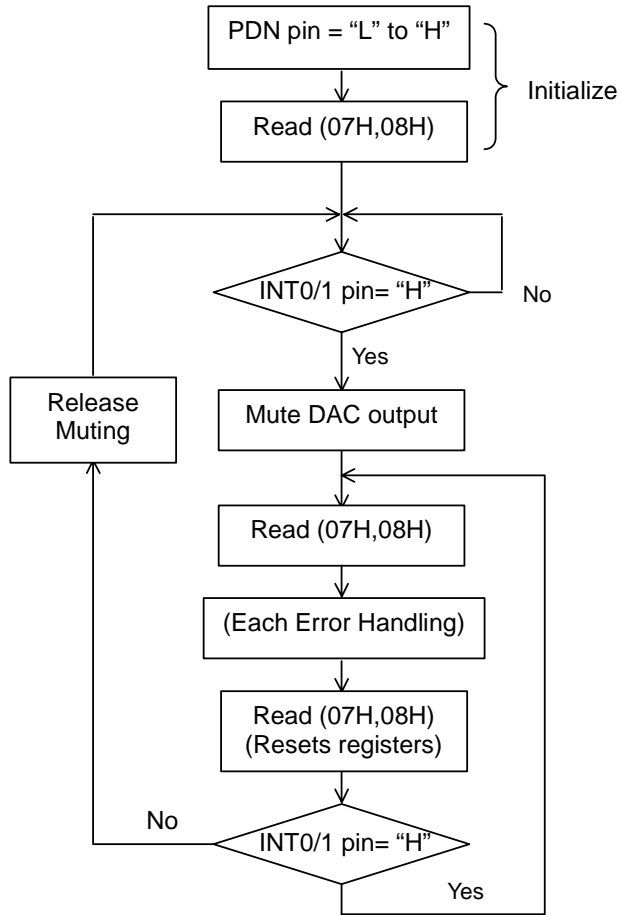 PDN pin = “L” to “H”
Initialize
Read (07H,08H)
INT0/1 pin= “H”
No
Yes
Release
Muting
Mute DAC output
Read (07H,08H)
(Each Error Handling)
Read (07H,08H)
(Resets registers)
No
INT0/1 pin= “H”
Yes